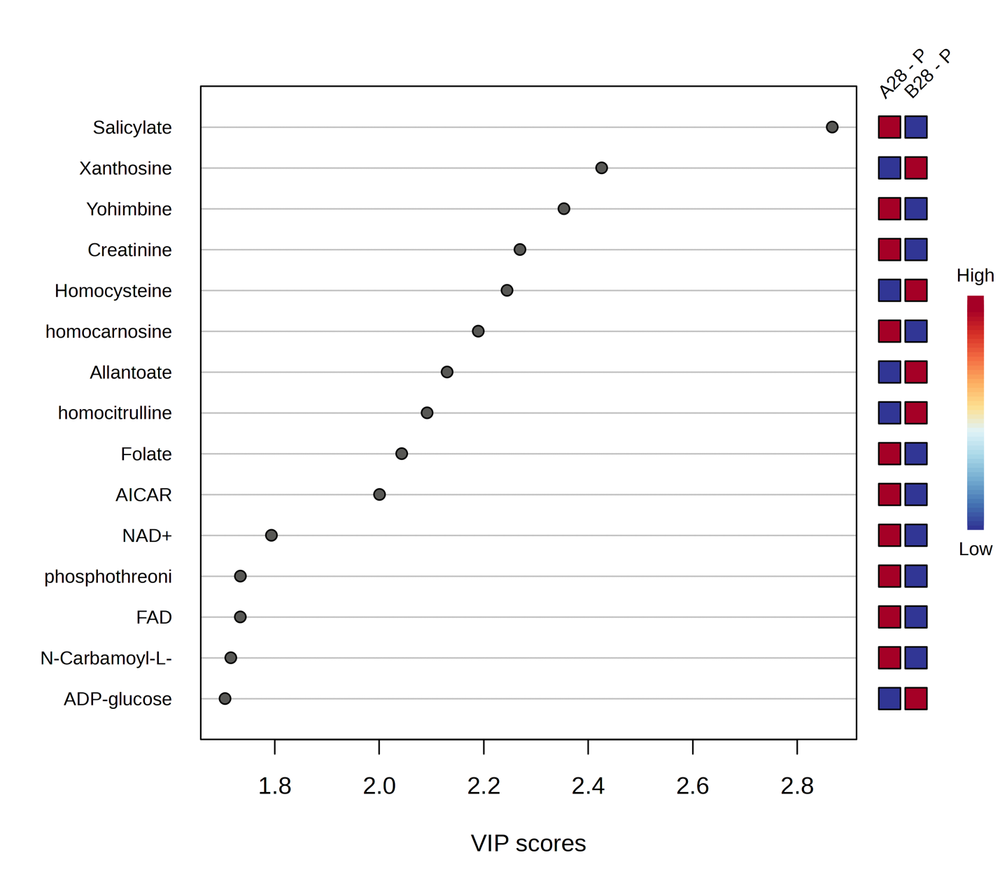 A28 - P
B28 - P
Salicylate
Xanthosine
Yohimbine
Creatinine
Homocysteine
homocarnosine
Allantoate
homocitrulline
Folate
AICAR
NAD+
phosphothreoni
FAD
N-Carbamoyl-L-
ADP-glucose
High
Low
1.8 2.0 2.2 2.4 2.6 2.8
VIP scores